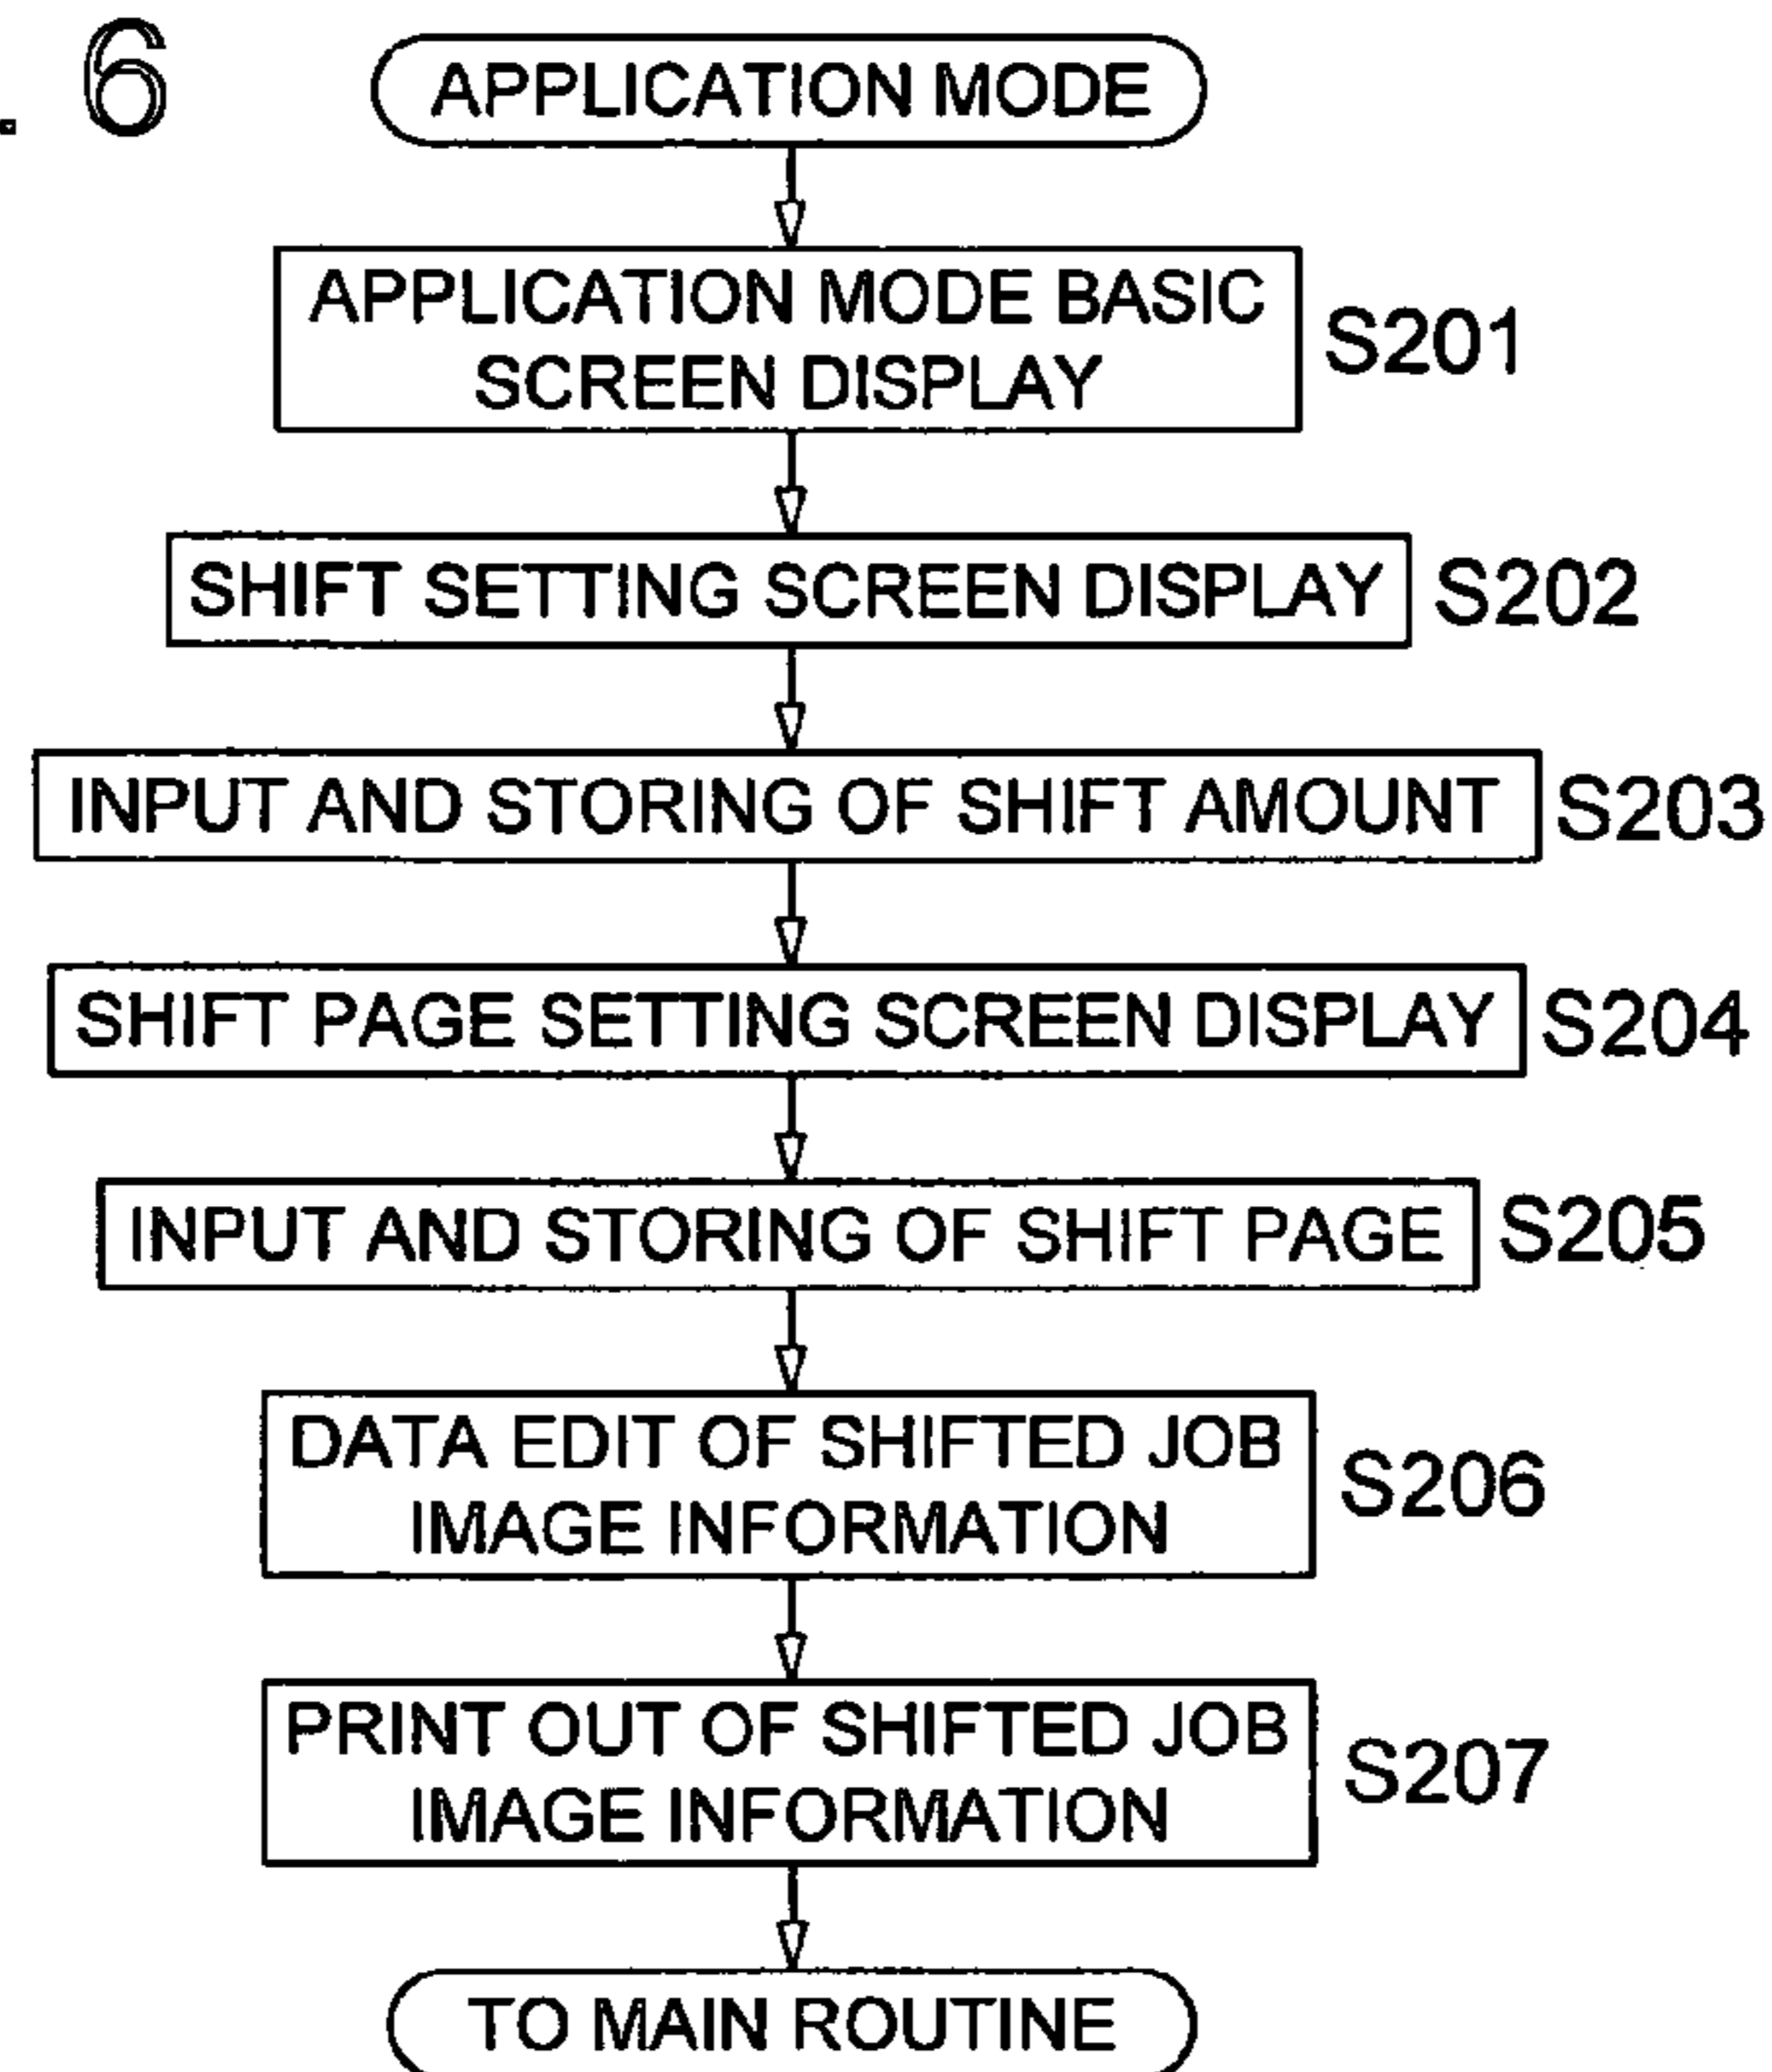 . 6
APPLICATION MODE
APPLICATION MODE BASIC
SCREEN DISPLAY
S201
SHIFT SETTING SCREEN DISPLAY
S202
INPUT AND STORING OF SHIFT AMOUNT
S203
SHIFT PAGE SETTING SCREEN DISPLAY
S204
INPUT AND STORING OF SHIFT PAGE
S205
DATA EDIT OF SHIFTED JOB
IMAGE INFORMATION
S206
PRINT OUT OF SHIFTED JOB
IMAGE INFORMATION
S207
TO MAIN ROUTINE